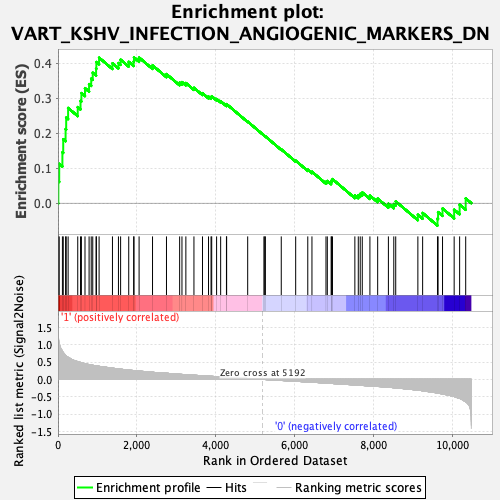 Enrichment plot:
VART_KSHV_INFECTION_ANGIOGENIC_MARKERS_DN
Enrichment score (ES)
0.4
0.3
0.2
0.1
0.0
Ranked list metric (Signal2Noise)
'1' (positively correlated)
1.5
1.0
0.5
0.0
-0.5
-1.0
-1.5
Zero cross at 5192
'0' (negatively correlated)
0
2,000
4,000
6,000
8,000
10,000
Rank in Ordered Dataset
Enrichment profile
Hits
Ranking metric scores